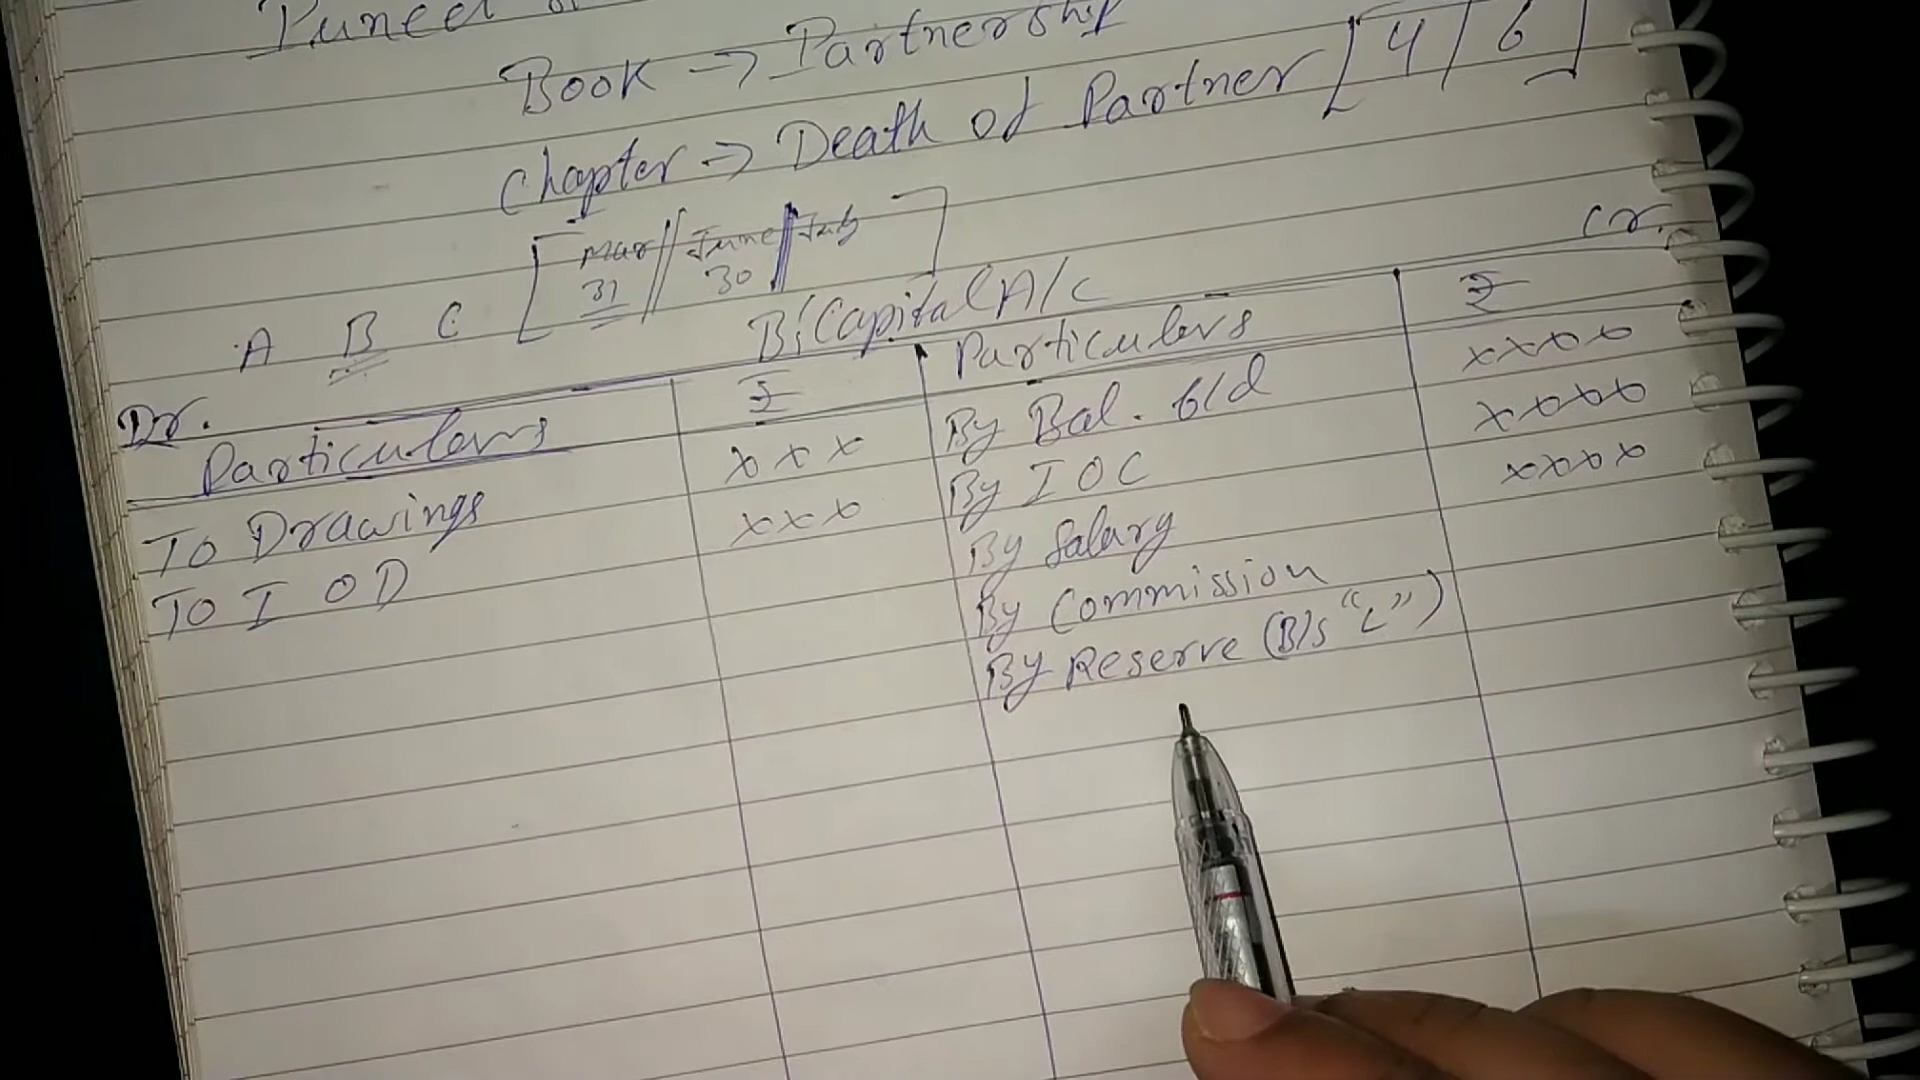 Puneet
Book → Partnership
Chapter ⇒ Death of Partner [4/6]
A B C [Mar 31 // June 30 // July]
B's Capital A/c
Dr. Cr.
Particulars ₹ Particulars ₹
To Drawings xxx By Bal. b/d xxxx
To I O D xxx By I O C xxxx
By Salary xxxx
By Commission
By Reserve (B/s "L")